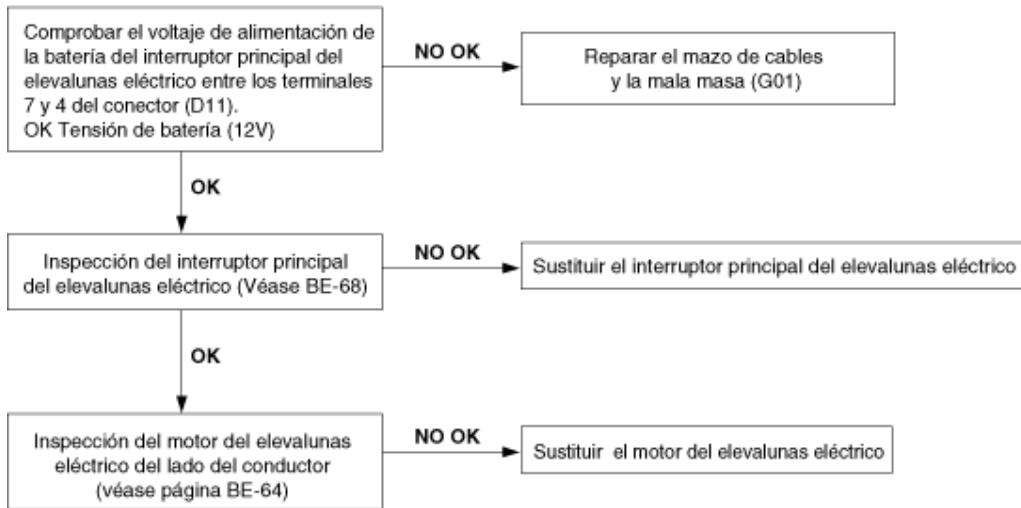 Comprobar el voltaje de alimentación de
la batería del interruptor principal del
elevalunas eléctrico entre los terminales
7 y 4 del conector (D11).
OK Tensión de batería (12V)
NO OK
Reparar el mazo de cables
y la mala masa (G01)
OK
Inspección del interruptor principal
del elevalunas eléctrico (Véase BE-68)
NO OK
Sustituir el interruptor principal del elevalunas eléctrico
OK
Inspección del motor del elevalunas
eléctrico del lado del conductor
(véase página BE-64)
NO OK
Sustituir el motor del elevalunas eléctrico